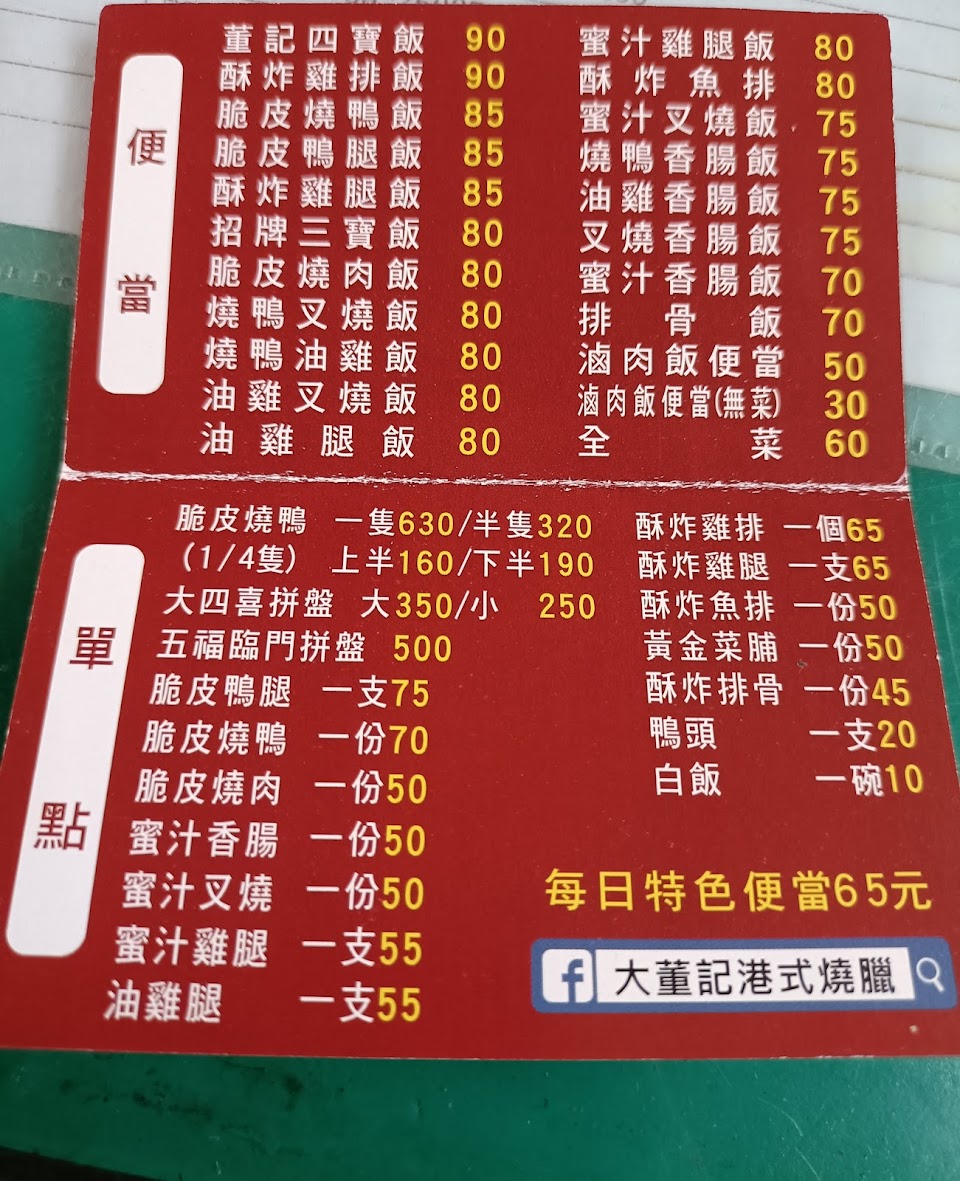 便當
董記四寶飯 90
酥炸雞排飯 90
脆皮燒鴨飯 85
脆皮鴨腿飯 85
酥炸雞腿飯 85
招牌三寶飯 80
脆皮燒肉飯 80
燒鴨叉燒飯 80
燒鴨油雞飯 80
油雞叉燒飯 80
油雞腿飯 80
蜜汁雞腿飯 80
酥炸魚排 80
蜜汁叉燒飯 75
燒鴨香腸飯 75
油雞香腸飯 75
叉燒香腸飯 75
蜜汁香腸飯 70
排骨飯 70
滷肉飯便當 50
滷肉飯便當(無菜) 30
全菜 60
單點
脆皮燒鴨 一隻630/半隻320
(1/4隻) 上半160/下半190
大四喜拼盤 大350/小 250
五福臨門拼盤 500
脆皮鴨腿 一支75
脆皮燒鴨 一份70
脆皮燒肉 一份50
蜜汁香腸 一份50
蜜汁叉燒 一份50
蜜汁雞腿 一支55
油雞腿 一支55
酥炸雞排 一個65
酥炸雞腿 一支65
酥炸魚排 一份50
黃金菜脯 一份50
酥炸排骨 一份45
鴨頭 一支20
白飯 一碗10
每日特色便當65元
f 大董記港式燒臘